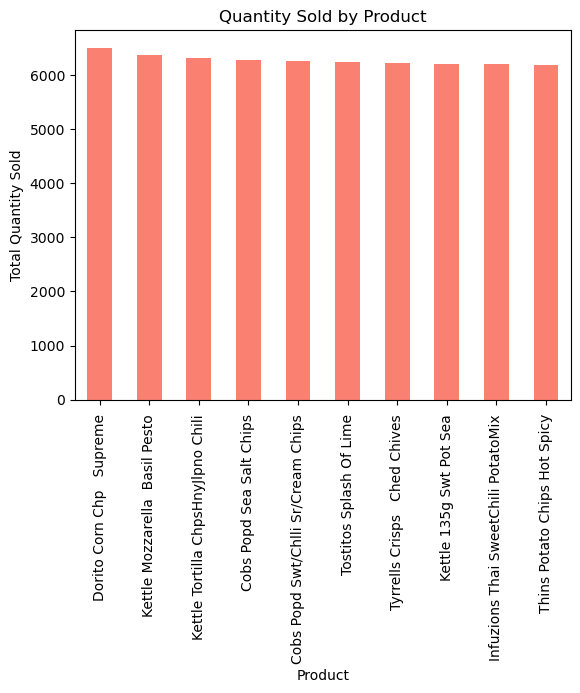 Quantity Sold by Product
Total Quantity Sold
6000
5000
4000
3000
2000
1000
0
Dorito Corn Chp   Supreme
Kettle Mozzarella  Basil Pesto
Kettle Tortilla ChpsHnyJlpno Chili
Cobs Popd Sea Salt Chips
Cobs Popd Swt/Chlli Sr/Cream Chips
Tostitos Splash Of Lime
Tyrrells Crisps   Ched Chives
Kettle 135g Swt Pot Sea
Infuzions Thai SweetChili PotatoMix
Thins Potato Chips Hot Spicy
Product